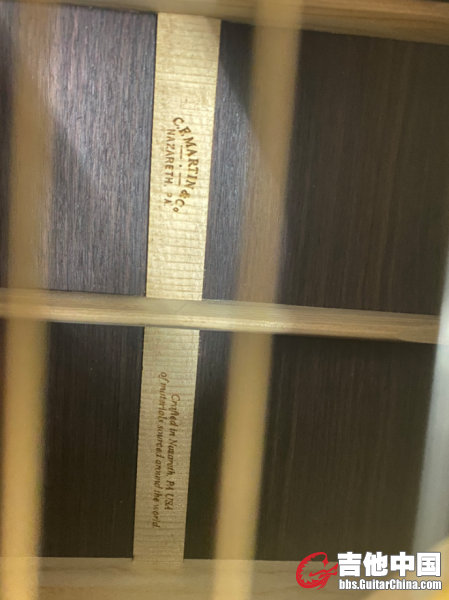 C.F. MARTIN & Co
NAZARETH, PA.
Crafted in Nazareth, PA USA
of materials sourced around the world
吉他中国
bbs.GuitarChina.com